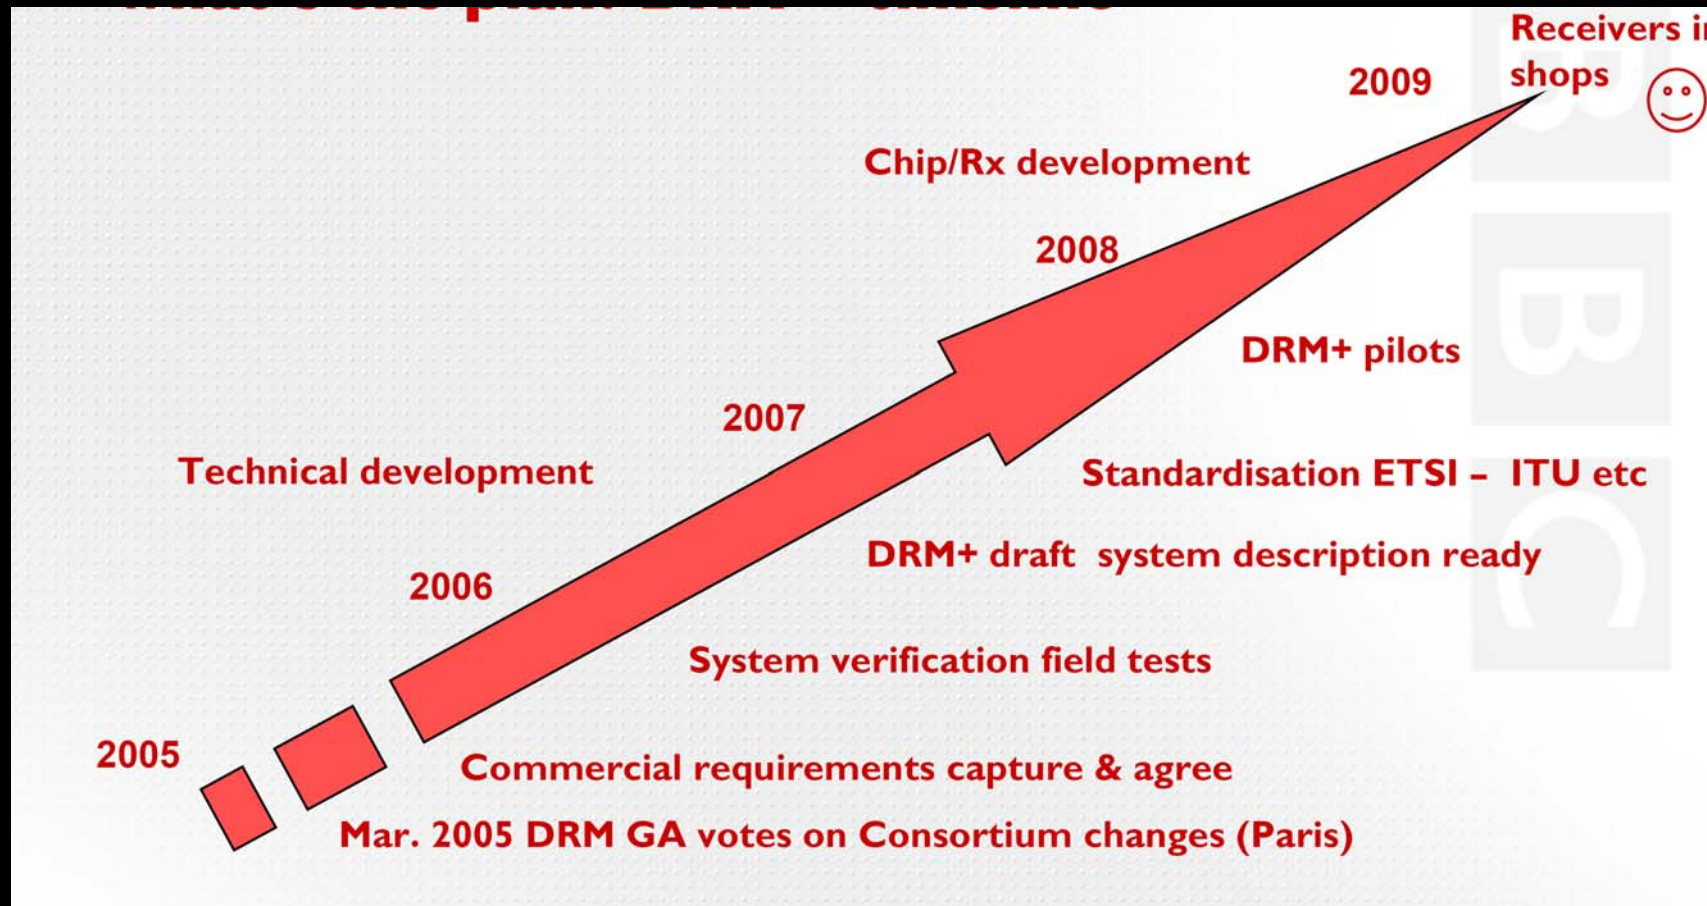 Receivers in
shops
2009
Chip/Rx development
2008
DRM+ pilots
2007
Technical development
Standardisation ETSI – ITU etc
DRM+ draft system description ready
2006
System verification field tests
2005
Commercial requirements capture & agree
Mar. 2005 DRM GA votes on Consortium changes (Paris)
B
B
C